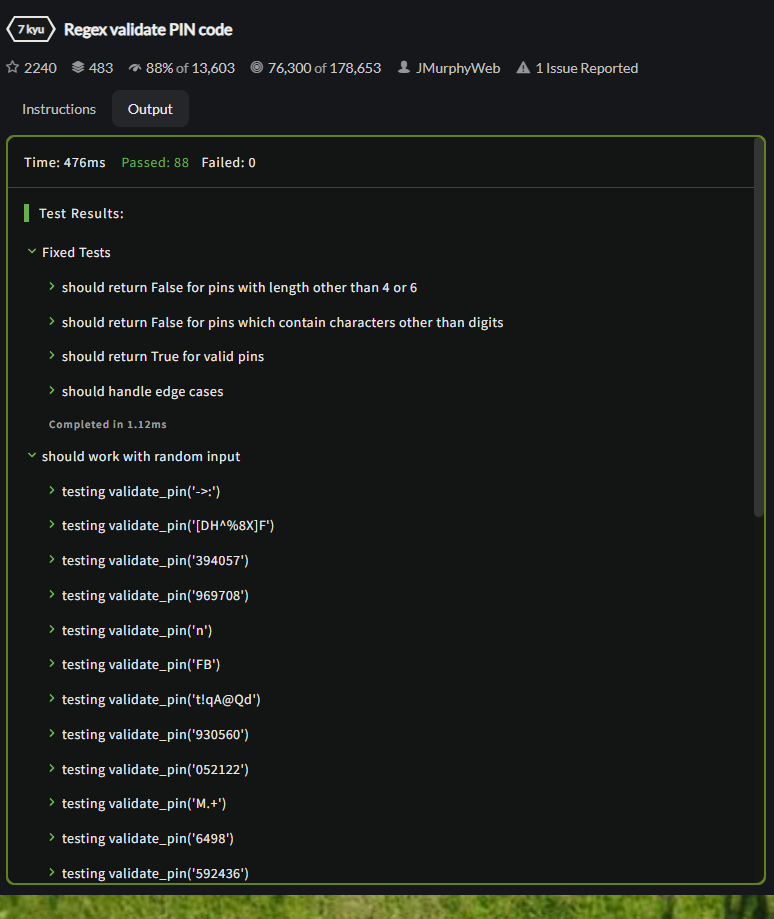 7 kyu Regex validate PIN code
2240 483 88% of 13,603 76,300 of 178,653 JMurphyWeb 1 Issue Reported
Instructions Output
Time: 476ms Passed: 88 Failed: 0
Test Results:
Fixed Tests
should return False for pins with length other than 4 or 6
should return False for pins which contain characters other than digits
should return True for valid pins
should handle edge cases
Completed in 1.12ms
should work with random input
testing validate_pin('->:')
testing validate_pin('[DH^%8X]F')
testing validate_pin('394057')
testing validate_pin('969708')
testing validate_pin('n')
testing validate_pin('FB')
testing validate_pin('t!qA@Qd')
testing validate_pin('930560')
testing validate_pin('052122')
testing validate_pin('M.+')
testing validate_pin('6498')
testing validate_pin('592436')